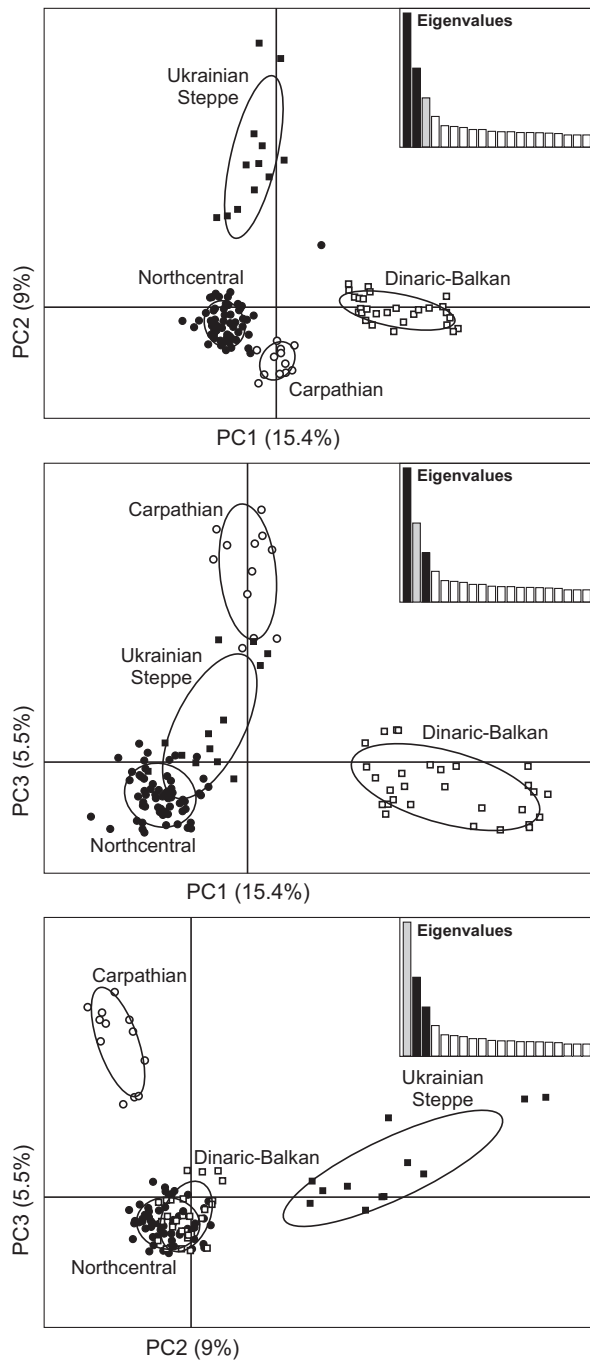 Eigenvalues
Ukrainian
Steppe
Northcentral
Dinaric-Balkan
Carpathian
PC2 (9%)
PC1 (15.4%)
Eigenvalues
Carpathian
Ukrainian
Steppe
Dinaric-Balkan
Northcentral
PC3 (5.5%)
PC1 (15.4%)
Eigenvalues
Carpathian
Ukrainian
Steppe
Dinaric-Balkan
Northcentral
PC3 (5.5%)
PC2 (9%)